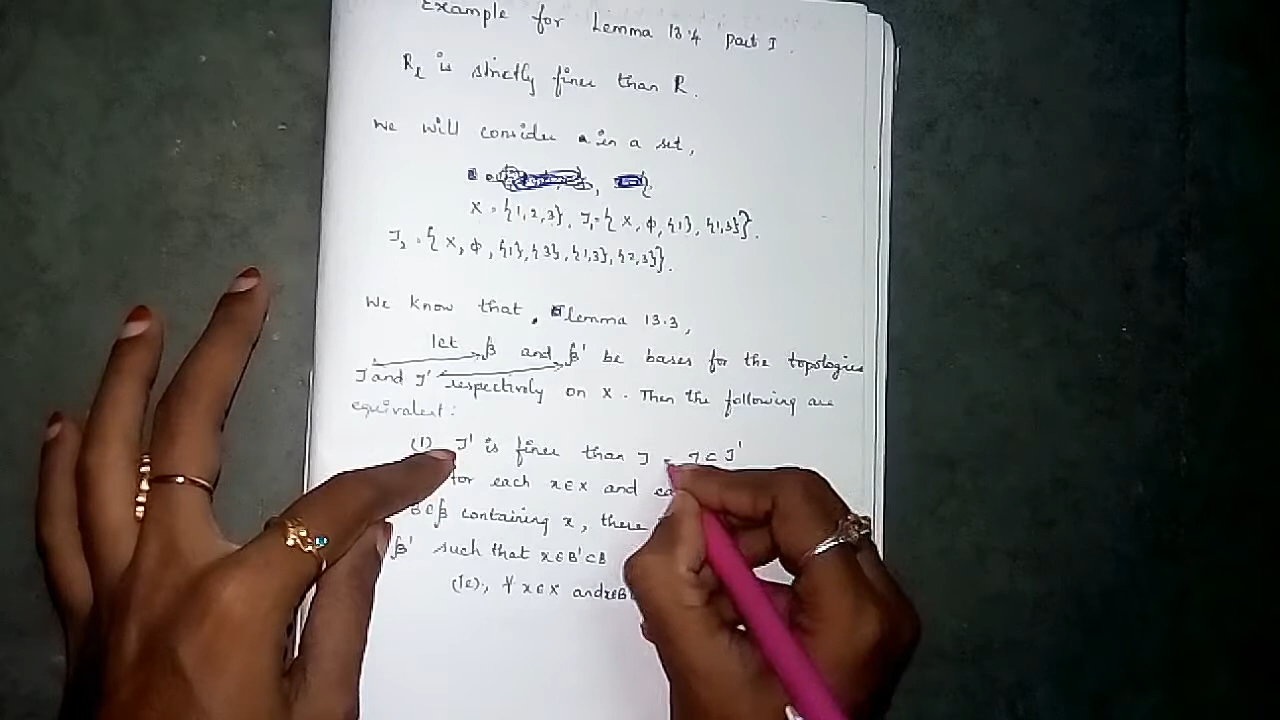 Example for Lemma 13.4 part I.
R_l is strictly finer than R.
We will consider in a set,
X = {1,2,3}, J₁ = { X, ϕ, {1}, {1,3}}.
J₂ = { X, ϕ, {1}, {3}, {1,3}, {2,3}}.
We know that, lemma 13.3,
let β and β' be bases for the topologies
J and J' respectively on X. Then the following are
equivalent:
(1) J' is finer than J J ⊂ J'
for each x∈X and
B∈β containing x, there
β' such that x∈B'⊂B
(Ie)., ∀ x∈X and x∈B